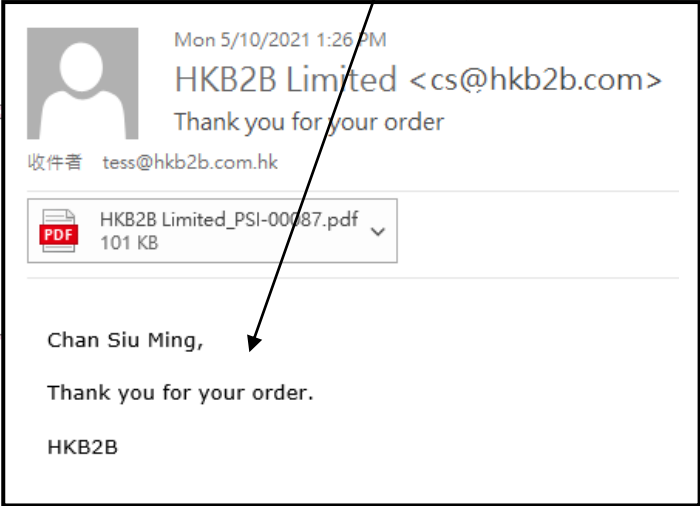 Mon 5/10/2021 1:26 PM
HKB2B Limited <cs@hkb2b.com>
Thank you for your order
收件者 tess@hkb2b.com.hk
PDF
HKB2B Limited_PSI-00087.pdf
101 KB
Chan Siu Ming,
Thank you for your order.
HKB2B